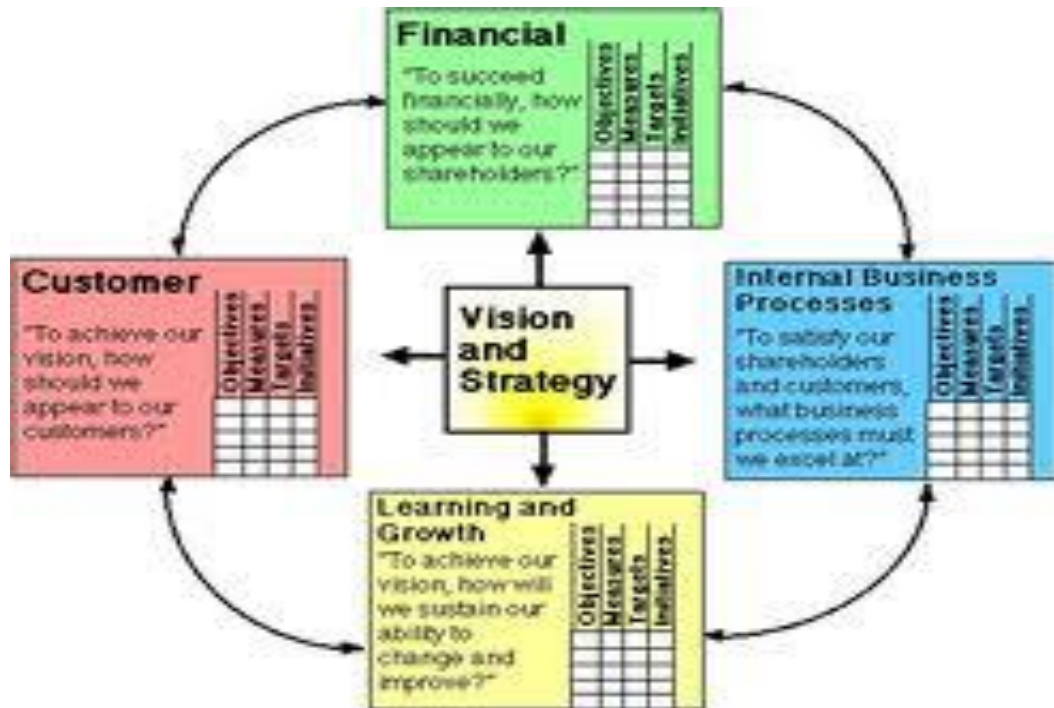 Financial
"To succeed
financially, how
should we
appear to our
shareholders?"
Objectives
Measures
Targets
Initiatives
Customer
"To achieve our
vision, how
should we
appear to our
customers?"
Objectives
Measures
Targets
Initiatives
Vision
and
Strategy
Internal Business
Processes
"To satisfy our
shareholders
and customers,
what business
processes must
we excel at?"
Objectives
Measures
Targets
Initiatives
Learning and
Growth
"To achieve our
vision, how will
we sustain our
ability to
change and
improve?"
Objectives
Measures
Targets
Initiatives